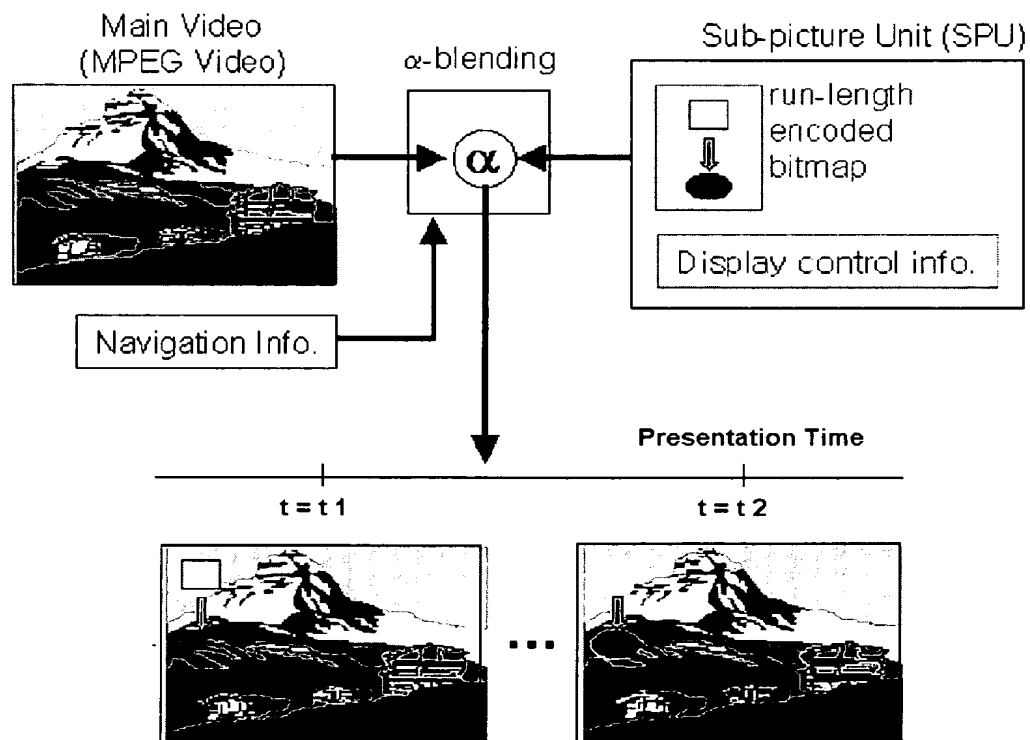 Main Video
(MPEG Video)
α-blending
Sub-picture Unit (SPU)
α
run-length
encoded
bitmap
Display control info.
Navigation Info.
Presentation Time
t = t 1
t = t 2
...